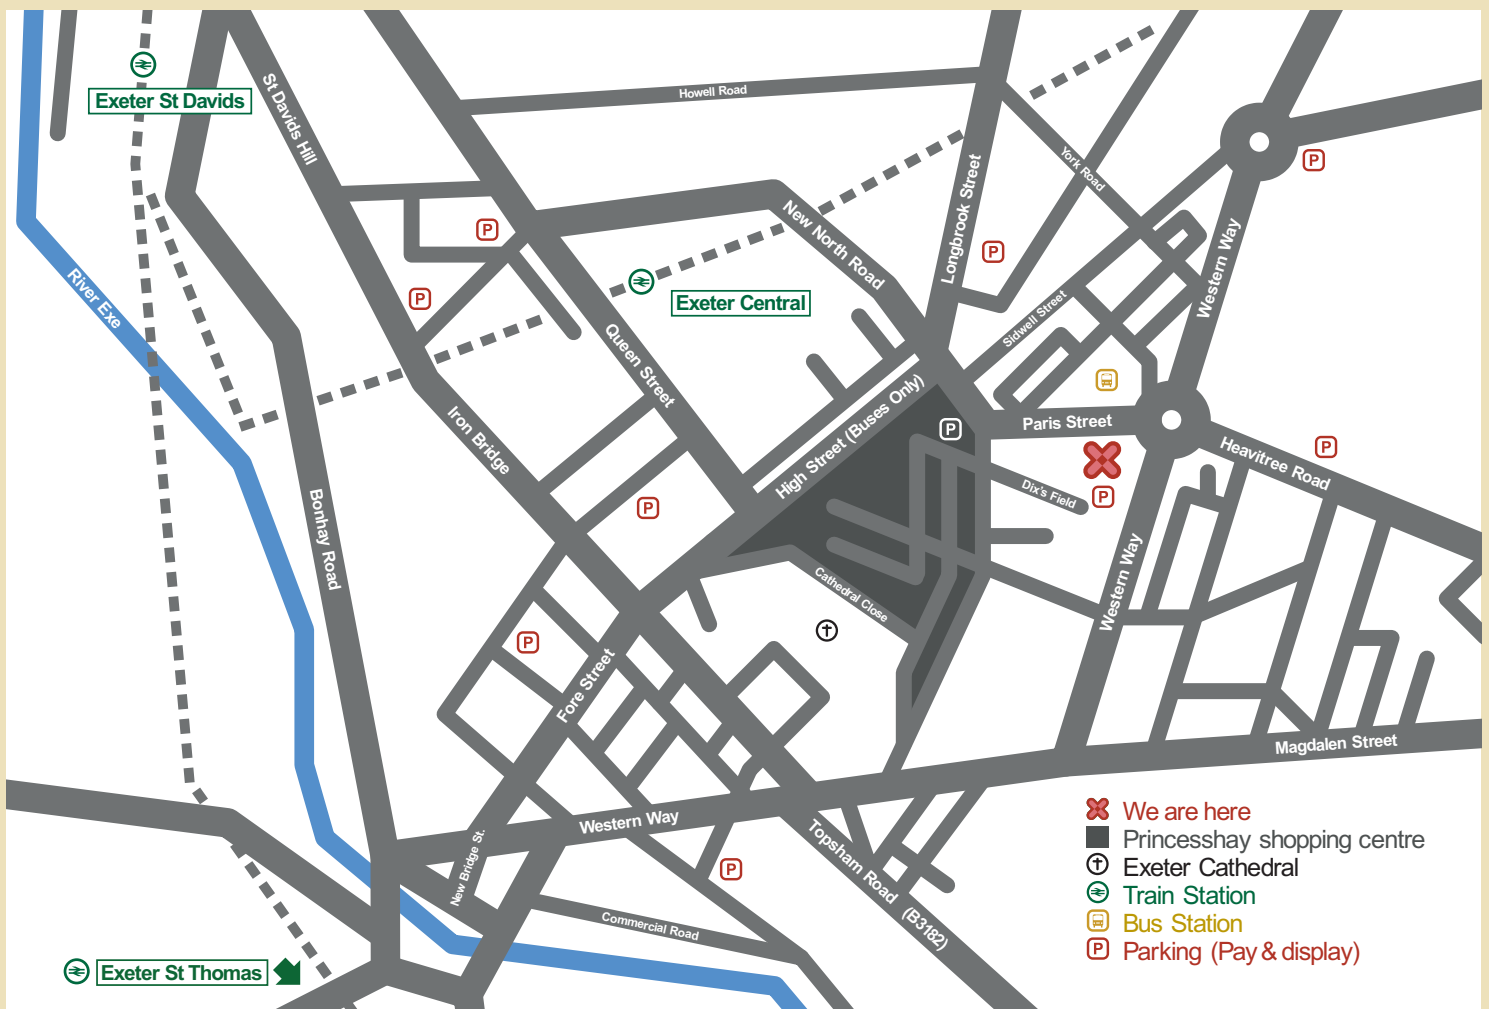 Exeter St Davids
St Davids Hill
Howell Road
York Road
P
Longbrook Street
New North Road
P
P
Western Way
River Exe
P
Exeter Central
Sidwell Street
Queen Street
High Street (Buses Only)
P
Paris Street
Heavitree Road
P
Iron Bridge
Dix's Field
P
P
Bonhay Road
Western Way
Cathedral Close
P
Fore Street
Magdalen Street
Western Way
New Bridge St.
Topsham Road (B3182)
P
Commercial Road
Exeter St Thomas
We are here
Princesshay shopping centre
Exeter Cathedral
Train Station
Bus Station
P Parking (Pay & display)